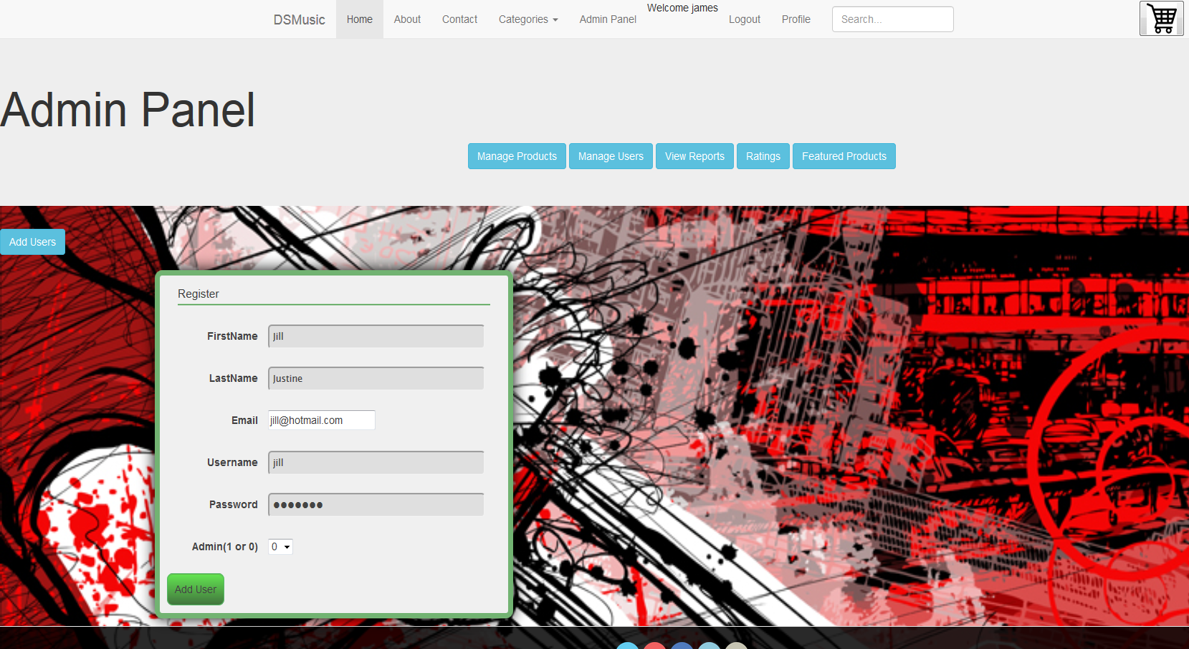 DSMusic Home About Contact Categories Admin Panel Welcome james Logout Profile Search...
Admin Panel
Manage Products Manage Users View Reports Ratings Featured Products
Add Users
Register
FirstName Jill
LastName Justine
Email jill@hotmail.com
Username jill
Password ●●●●●●●
Admin(1 or 0) 0
Add User